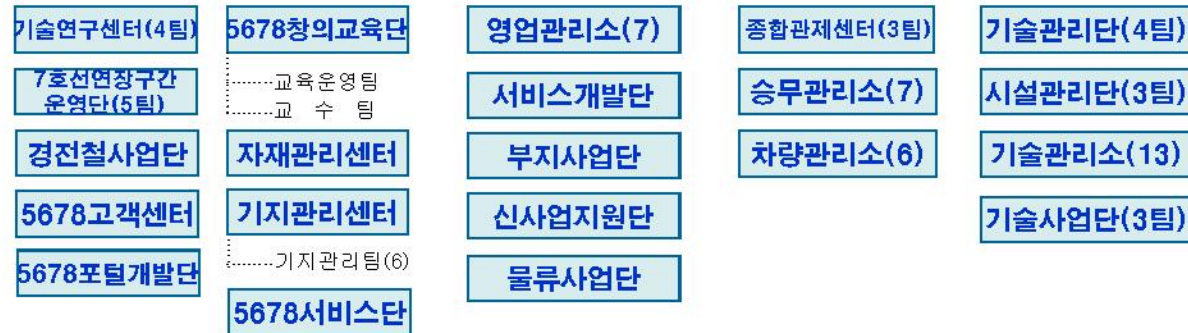 기술연구센터(4팀)
7호선연장구간
운영단(5팀)
경전철사업단
5678고객센터
5678포털개발단
5678창의교육단
교육운영팀
교 수 팀
자재관리센터
기지관리센터
기지관리팀(6)
5678서비스단
영업관리소(7)
서비스개발단
부지사업단
신사업지원단
물류사업단
종합관제센터(3팀)
승무관리소(7)
차량관리소(6)
기술관리단(4팀)
시설관리단(3팀)
기술관리소(13)
기술사업단(3팀)